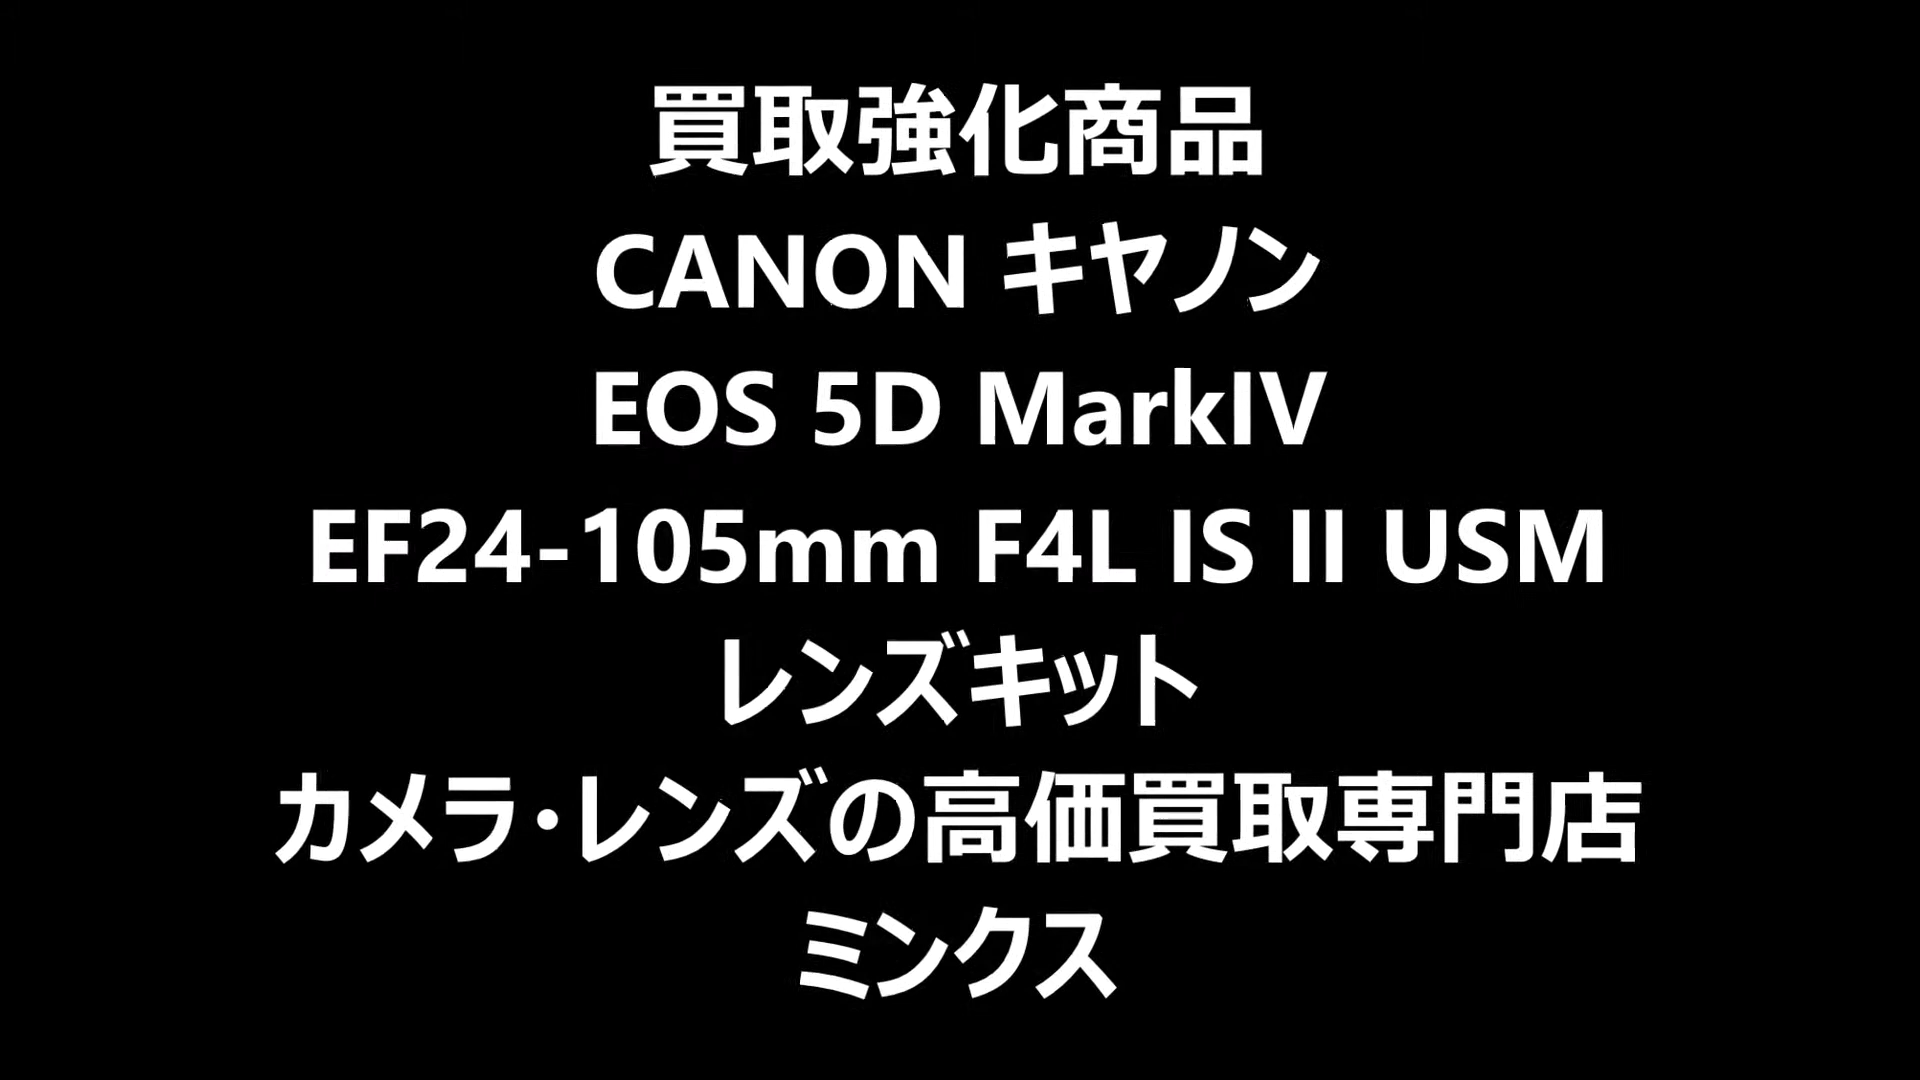 買取強化商品
CANON キヤノン
EOS 5D MarkIV
EF24-105mm F4L IS II USM
レンズキット
カメラ・レンズの高価買取専門店
ミンクス